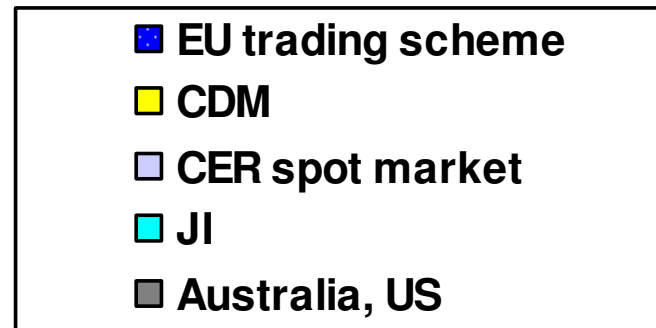 EU trading scheme
CDM
CER spot market
JI
Australia, US